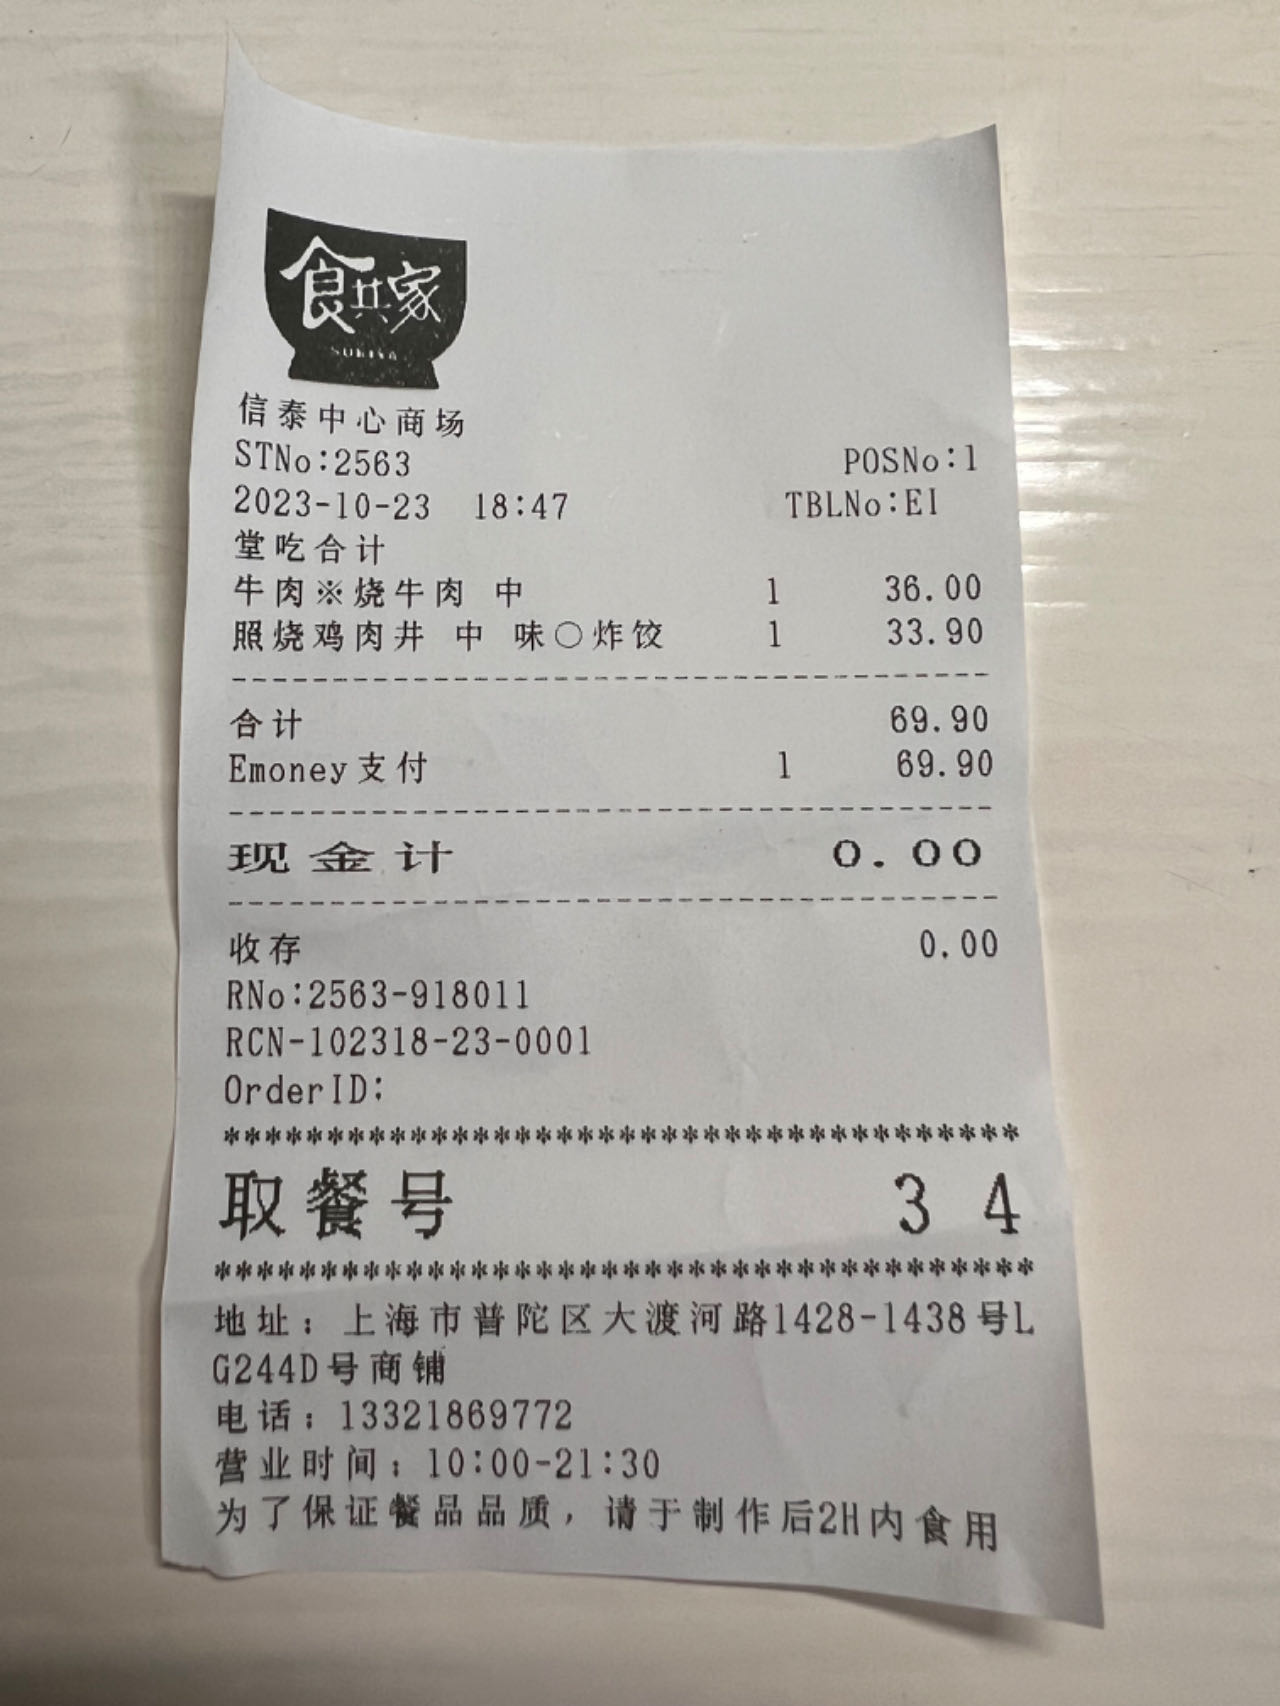 食其家
SUKIYA
信泰中心商场
STNo:2563 POSNo:1
2023-10-23 18:47 TBLNo:EI
堂吃合计
牛肉※烧牛肉 中 1 36.00
照烧鸡肉井 中 味○炸饺 1 33.90
合计 69.90
Emoney支付 1 69.90
现金计 0.00
收存 0.00
RNo:2563-918011
RCN-102318-23-0001
OrderID:
****************************************
取餐号 34
****************************************
地址：上海市普陀区大渡河路1428-1438号L
G244D号商铺
电话：13321869772
营业时间：10:00-21:30
为了保证餐品品质，请于制作后2H内食用